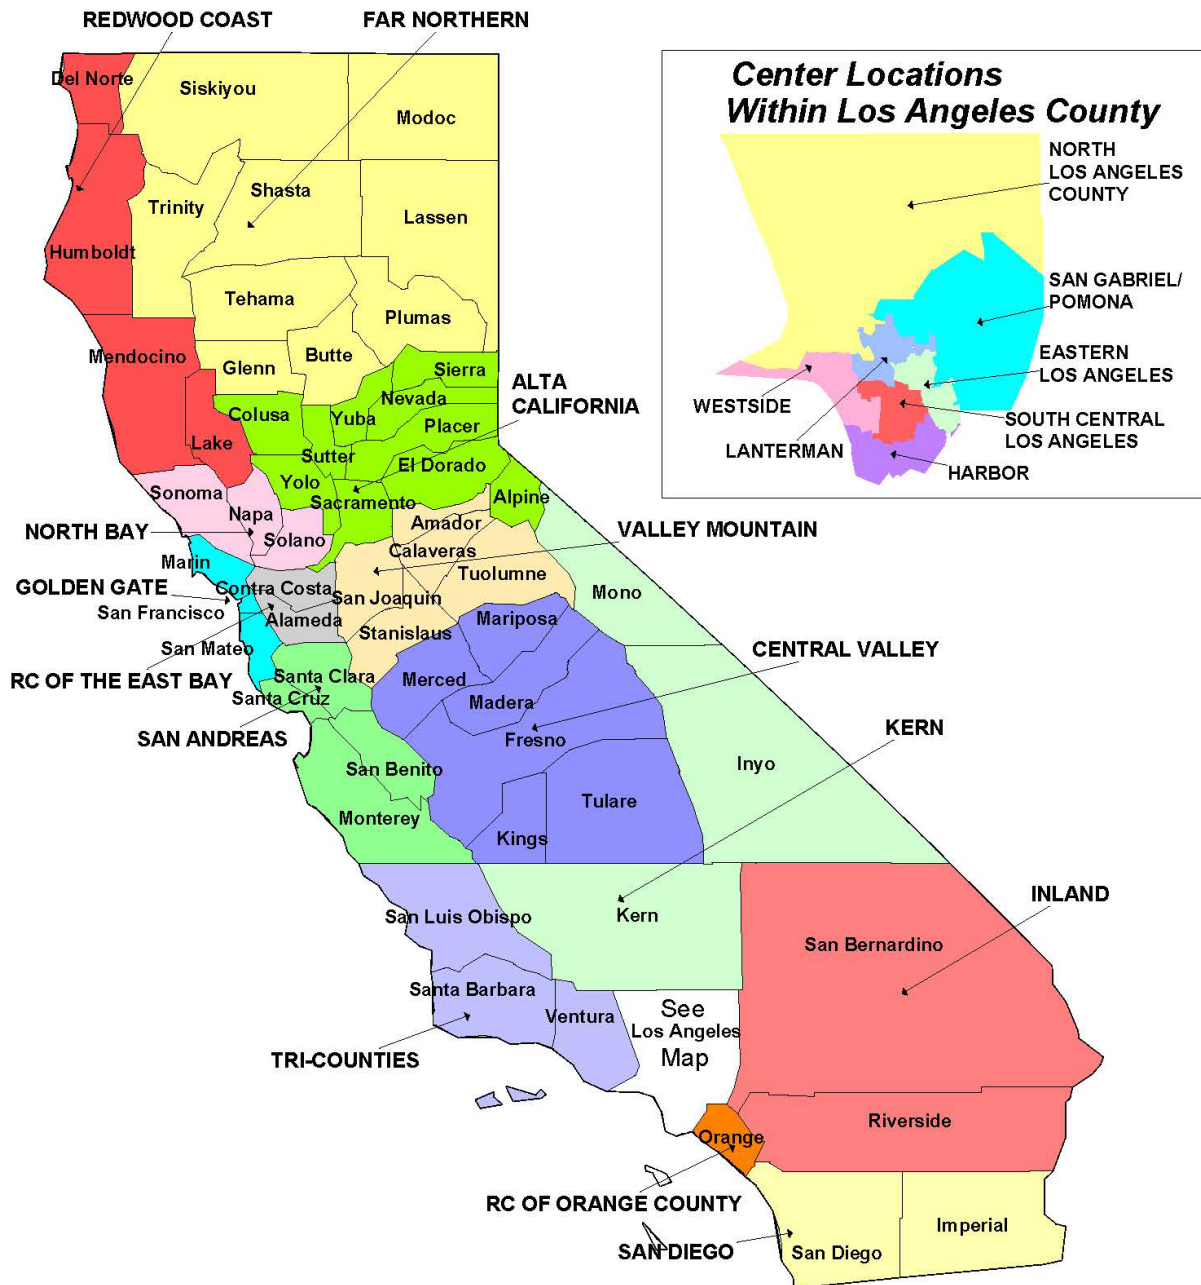 REDWOOD COAST
FAR NORTHERN
Del Norte
Siskiyou
Modoc
Trinity
Shasta
Lassen
Humboldt
Tehama
Plumas
Mendocino
Glenn
Butte
Sierra
Nevada
ALTA
CALIFORNIA
Colusa
Yuba
Placer
Lake
Sutter
El Dorado
Yolo
Sacramento
Alpine
Sonoma
Napa
Amador
NORTH BAY
Solano
VALLEY MOUNTAIN
Calaveras
Marin
Tuolumne
GOLDEN GATE
Contra Costa
San Joaquin
Mono
San Francisco
Alameda
Mariposa
Stanislaus
San Mateo
CENTRAL VALLEY
RC OF THE EAST BAY
Santa Clara
Merced
Santa Cruz
Madera
SAN ANDREAS
Fresno
KERN
San Benito
Inyo
Tulare
Monterey
Kings
INLAND
San Luis Obispo
Kern
San Bernardino
Santa Barbara
Ventura
See
Los Angeles
Map
TRI-COUNTIES
Riverside
Orange
RC OF ORANGE COUNTY
Imperial
SAN DIEGO
San Diego
Center Locations
Within Los Angeles County
NORTH
LOS ANGELES
COUNTY
SAN GABRIEL/
POMONA
EASTERN
LOS ANGELES
WESTSIDE
SOUTH CENTRAL
LOS ANGELES
LANTERMAN
HARBOR